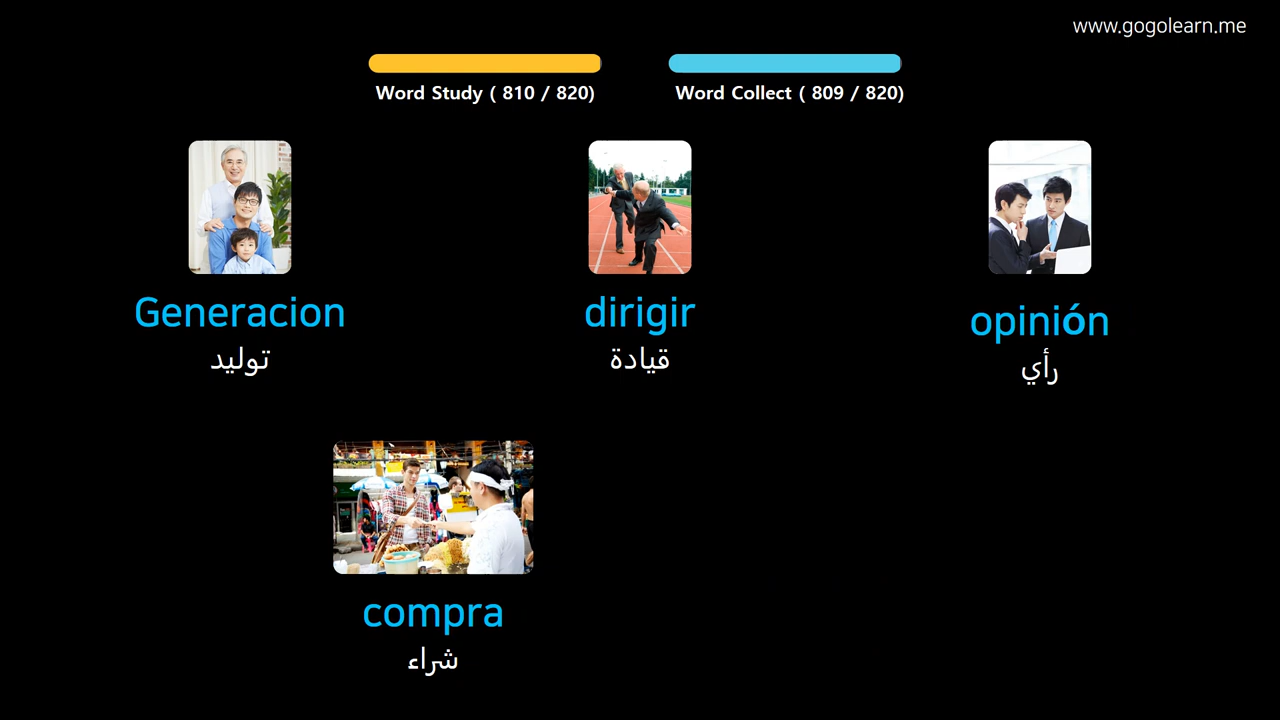 www.gogolearn.me
Word Study ( 810 / 820)
Word Collect ( 809 / 820)
Generacion
توليد
dirigir
قيادة
opinión
رأي
compra
شراء